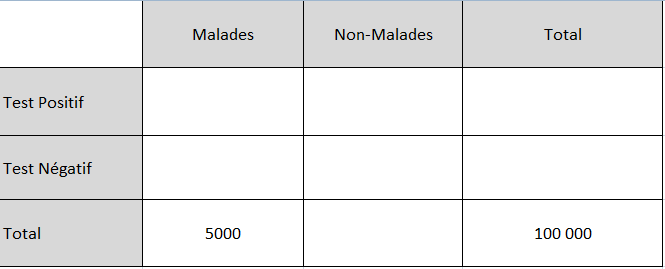 Malades Non-Malades Total
Test Positif
Test Négatif
Total 5000 100 000